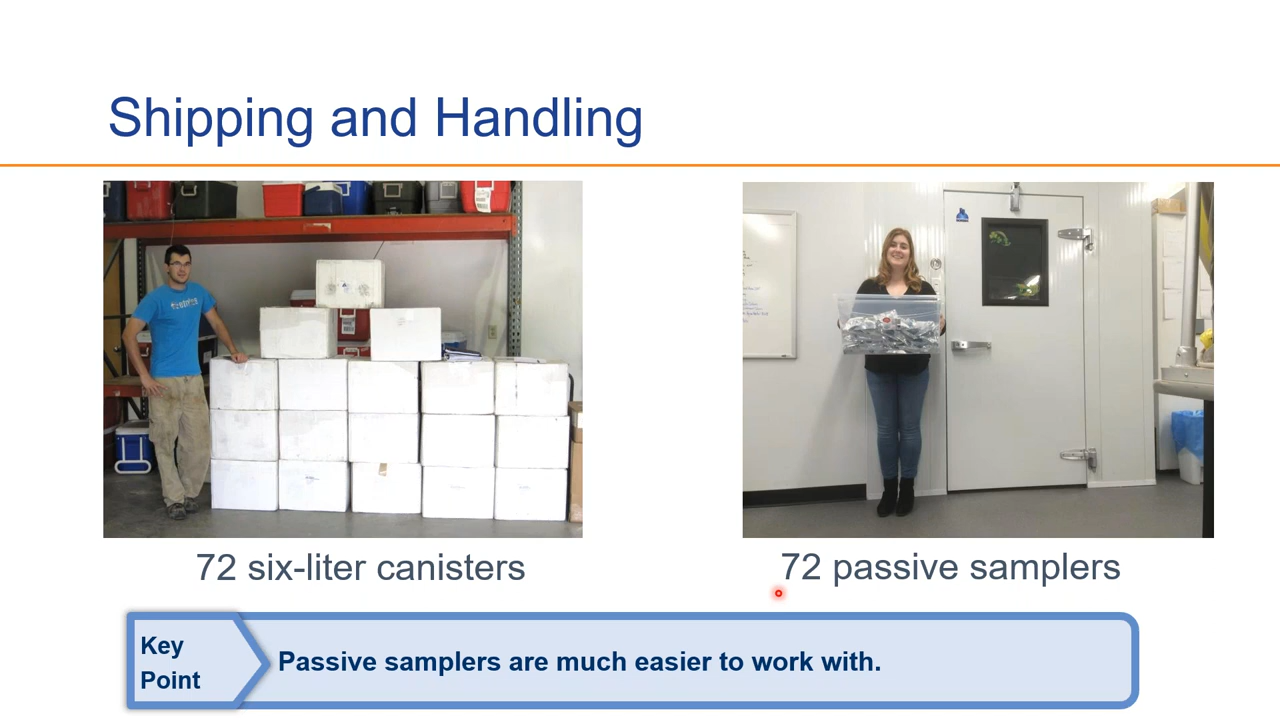 Shipping and Handling
72 six-liter canisters
72 passive samplers
Key
Point
Passive samplers are much easier to work with.